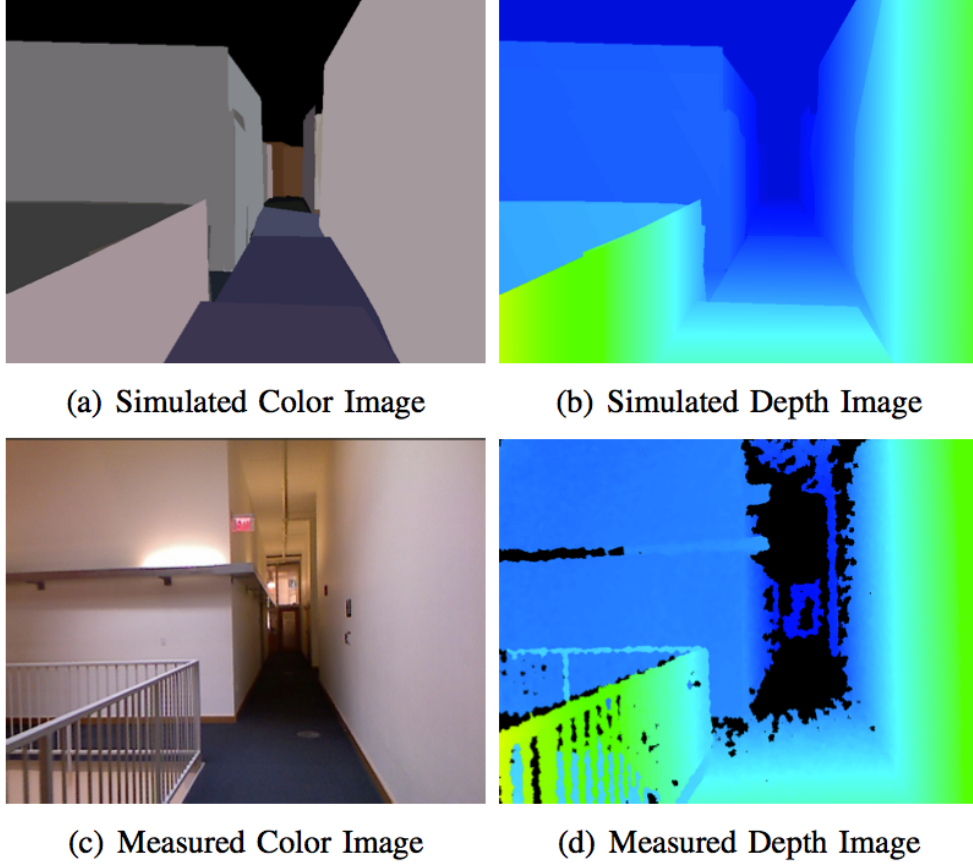 (a) Simulated Color Image
(b) Simulated Depth Image
(c) Measured Color Image
(d) Measured Depth Image